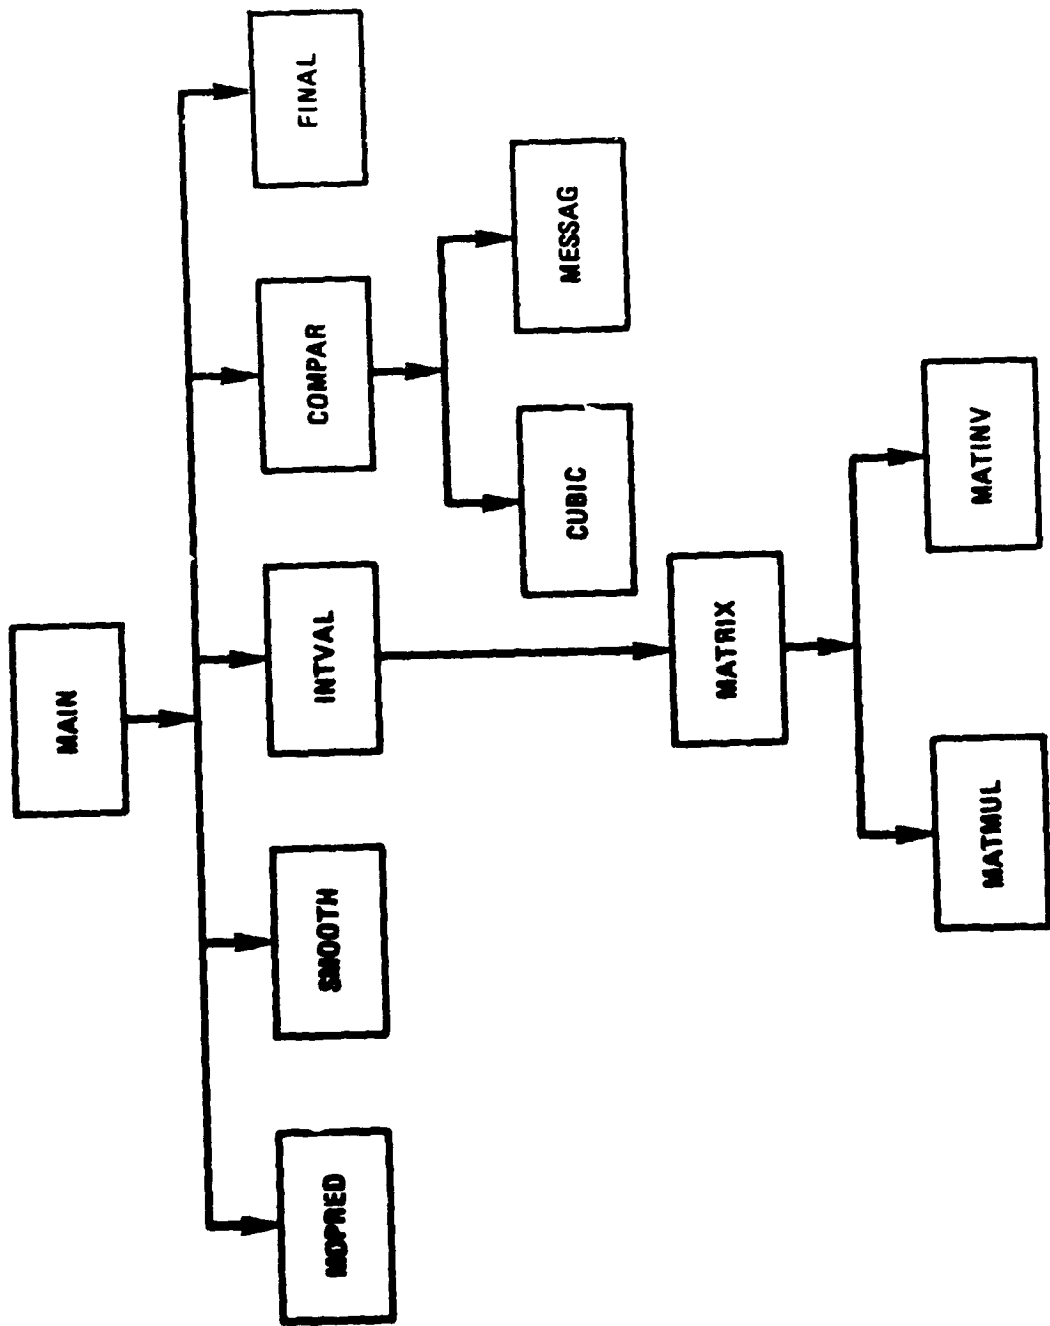 MAIN
MOPRED
SMOOTH
INTVAL
COMPAR
FINAL
CUBIC
MESSAG
MATRIX
MATMUL
MATINV